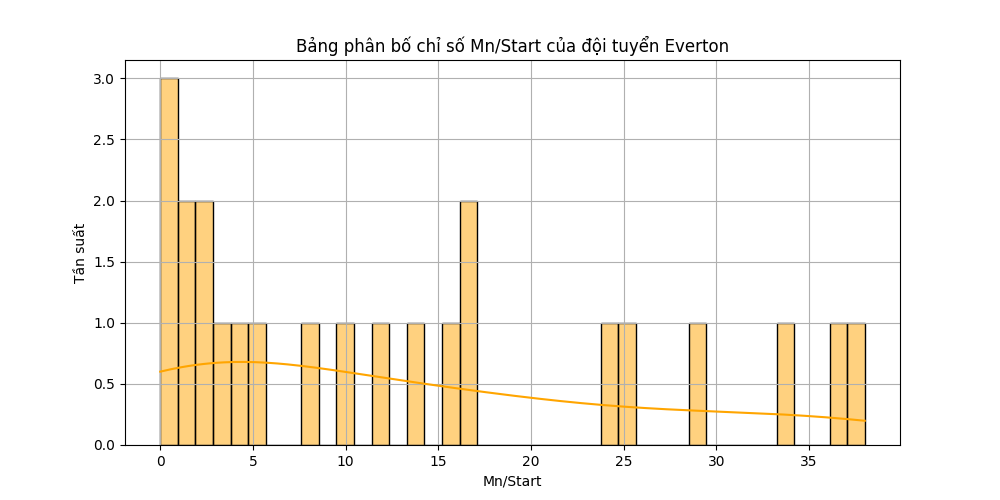 Bảng phân bố chỉ số Mn/Start của đội tuyển Everton
3.0
2.5
2.0
1.5
1.0
0.5
0.0
Tần suất
0 5 10 15 20 25 30 35
Mn/Start